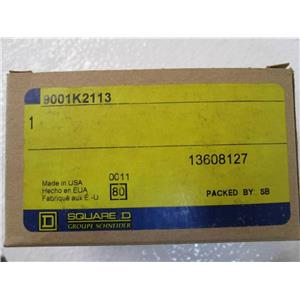 9001K2113
1
13608127
Made in USA
Hecho en EUA
Fabriqué aux É.-U
0011
80
PACKED BY: SB
D
SQUARE D
GROUPE SCHNEIDER